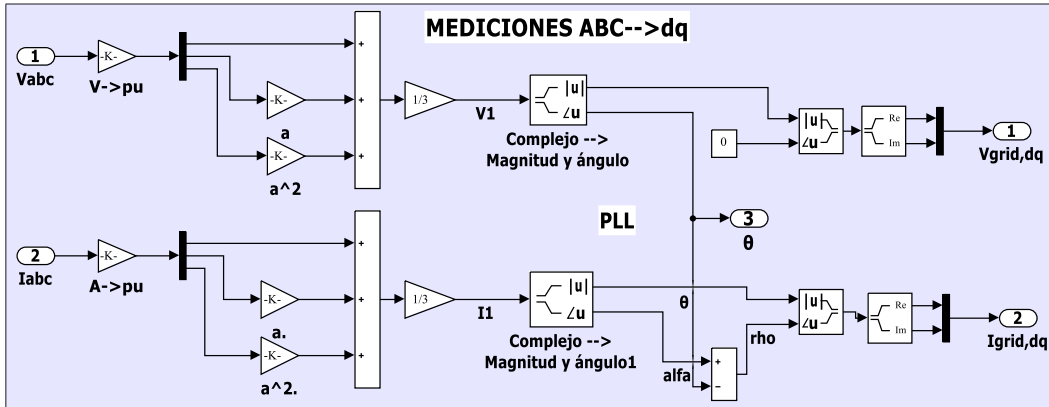 MEDICIONES ABC-->dq
1
Vabc
-K-
V->pu
-K-
a
-K-
a^2
+
+
+
1/3
V1
|u|
∠u
Complejo -->
Magnitud y ángulo
0
|u|
∠u
Re
Im
1
Vgrid,dq
PLL
3
θ
2
Iabc
-K-
A->pu
-K-
a.
-K-
a^2.
+
+
+
1/3
I1
|u|
∠u
Complejo -->
Magnitud y ángulo1
θ
alfa
+
−
rho
|u|
∠u
Re
Im
2
Igrid,dq